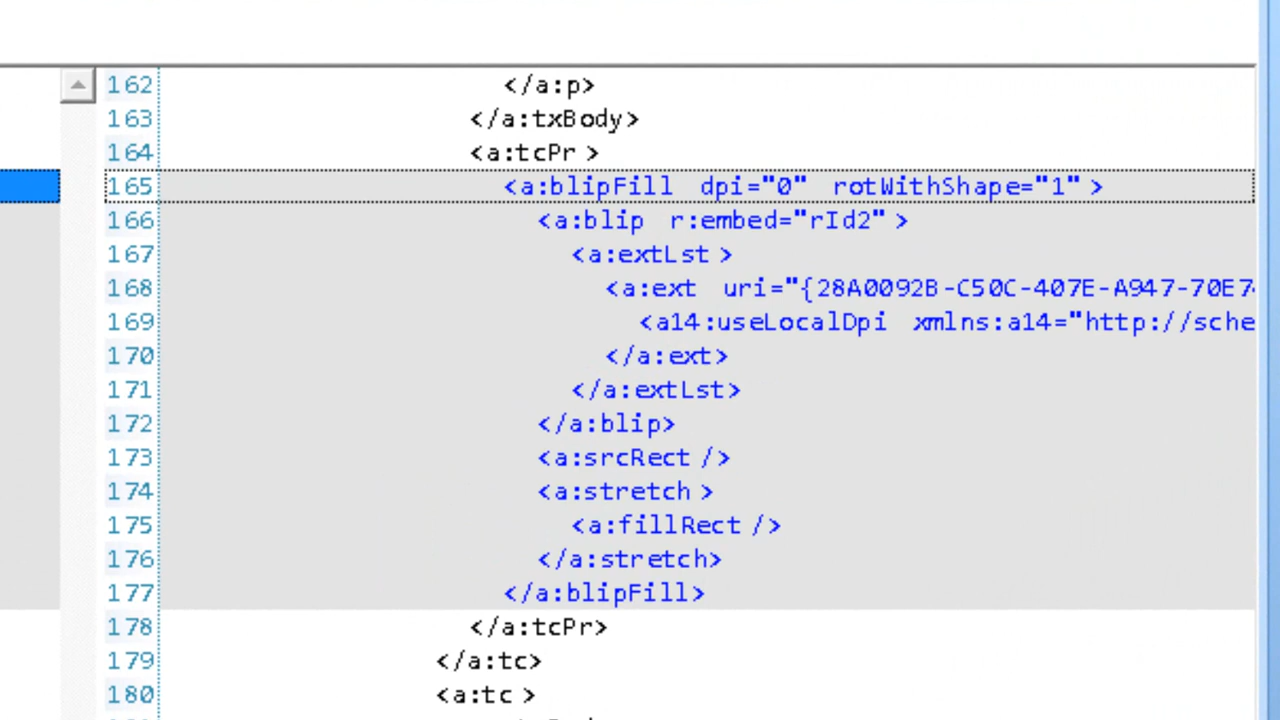 162 </a:p>
163 </a:txBody>
164 <a:tcPr >
165 <a:blipFill dpi="0" rotWithShape="1" >
166 <a:blip r:embed="rId2" >
167 <a:extLst >
168 <a:ext uri="{28A0092B-C50C-407E-A947-70E7
169 <a14:useLocalDpi xmlns:a14="http://sche
170 </a:ext>
171 </a:extLst>
172 </a:blip>
173 <a:srcRect />
174 <a:stretch >
175 <a:fillRect />
176 </a:stretch>
177 </a:blipFill>
178 </a:tcPr>
179 </a:tc>
180 <a:tc >